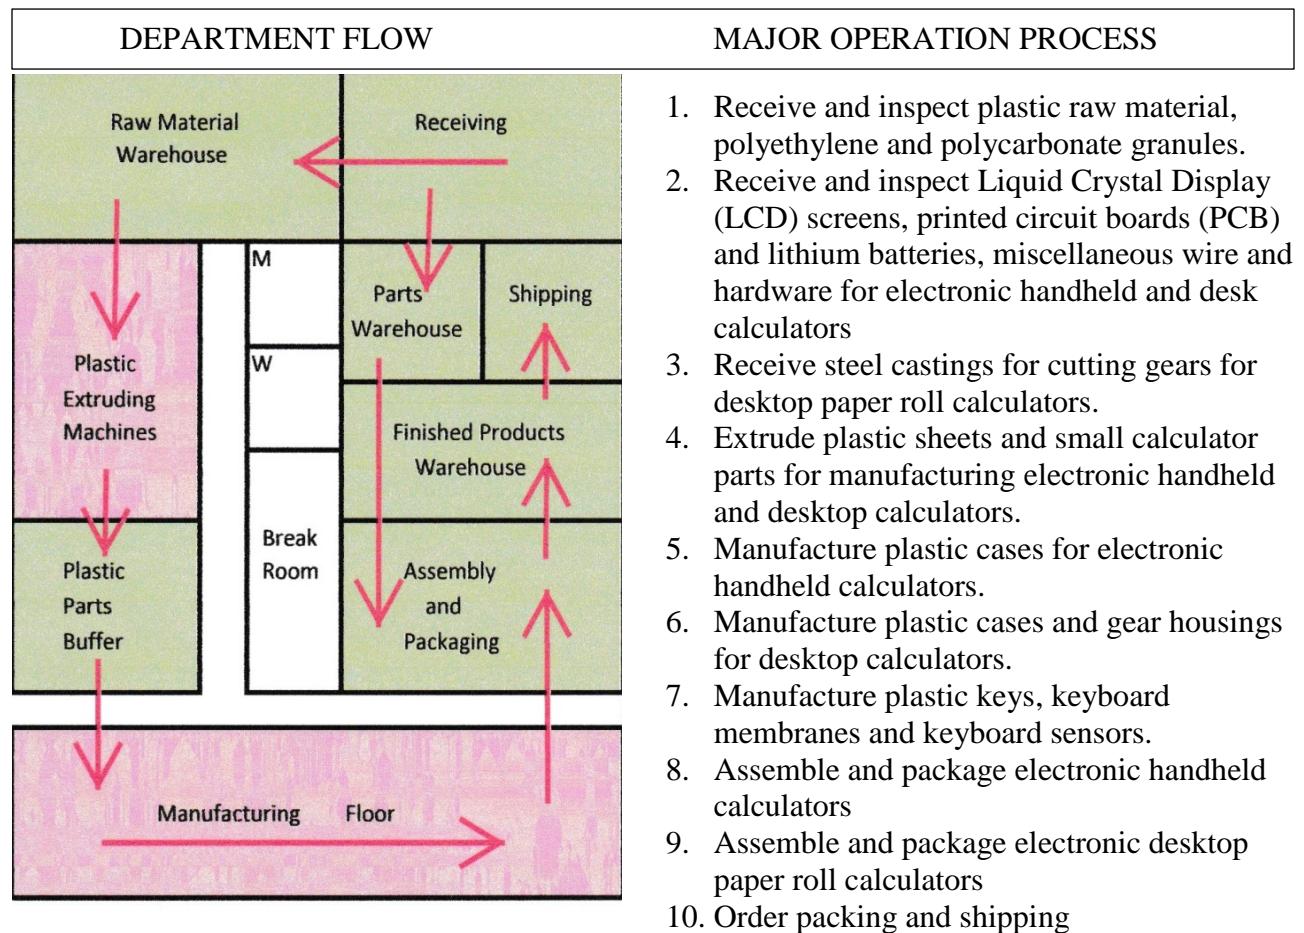 DEPARTMENT FLOW
MAJOR OPERATION PROCESS
Raw Material
Warehouse
Receiving
M
W
Parts
Warehouse
Shipping
Plastic
Extruding
Machines
Finished Products
Warehouse
Break
Room
Plastic
Parts
Buffer
Assembly
and
Packaging
Manufacturing Floor
1. Receive and inspect plastic raw material,
polyethylene and polycarbonate granules.
2. Receive and inspect Liquid Crystal Display
(LCD) screens, printed circuit boards (PCB)
and lithium batteries, miscellaneous wire and
hardware for electronic handheld and desk
calculators
3. Receive steel castings for cutting gears for
desktop paper roll calculators.
4. Extrude plastic sheets and small calculator
parts for manufacturing electronic handheld
and desktop calculators.
5. Manufacture plastic cases for electronic
handheld calculators.
6. Manufacture plastic cases and gear housings
for desktop calculators.
7. Manufacture plastic keys, keyboard
membranes and keyboard sensors.
8. Assemble and package electronic handheld
calculators
9. Assemble and package electronic desktop
paper roll calculators
10. Order packing and shipping